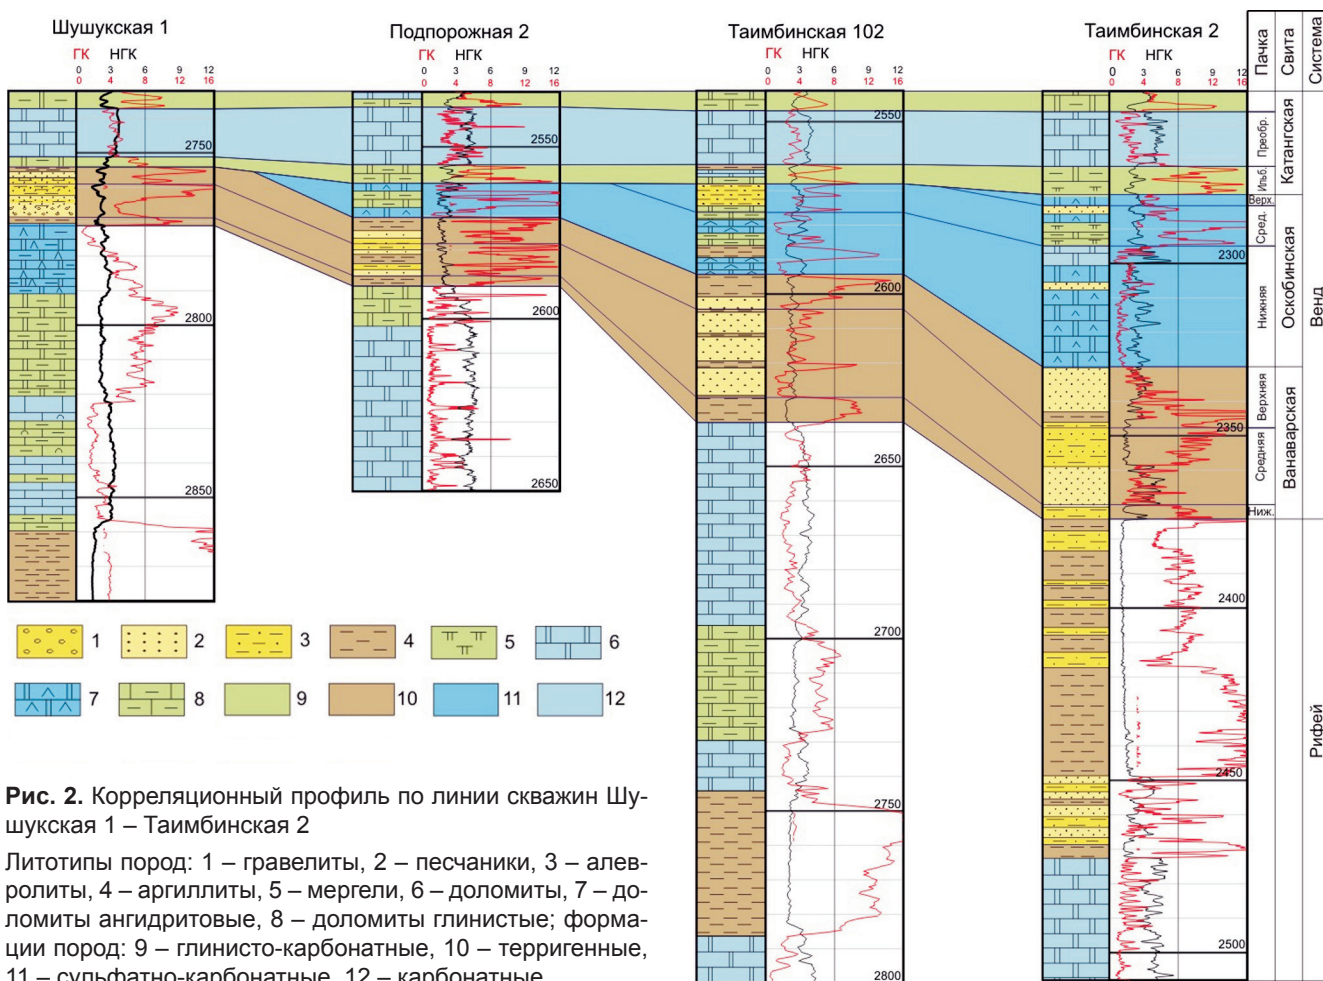 Шушукская 1
Подпорожная 2
Таимбинская 102
Таимбинская 2
ГК НГК
ГК НГК
ГК НГК
ГК НГК
0 3 6 9 12
0 4 8 12 16
0 3 6 9 12
0 4 8 12 16
0 3 6 9 12
0 4 8 12 16
0 3 6 9 12
0 4 8 12 16
Пачка
Свита
Система
2750
2800
2850
2550
2600
2650
2550
2600
2650
2700
2750
2800
2300
2350
2400
2450
2500
Преобр.
Ильб.
Верх.
Сред.
Нижняя
Верхняя
Средняя
Ниж.
Катангская
Оскобинская
Ванаварская
Венд
Рифей
1 2 3 4 5 6
7 8 9 10 11 12
Рис. 2. Корреляционный профиль по линии скважин Шу-
шукская 1 – Таимбинская 2
Литотипы пород: 1 – гравелиты, 2 – песчаники, 3 – алев-
ролиты, 4 – аргиллиты, 5 – мергели, 6 – доломиты, 7 – до-
ломиты ангидритовые, 8 – доломиты глинистые; форма-
ции пород: 9 – глинисто-карбонатные, 10 – терригенные,
11 – сульфатно-карбонатные, 12 – карбонатные